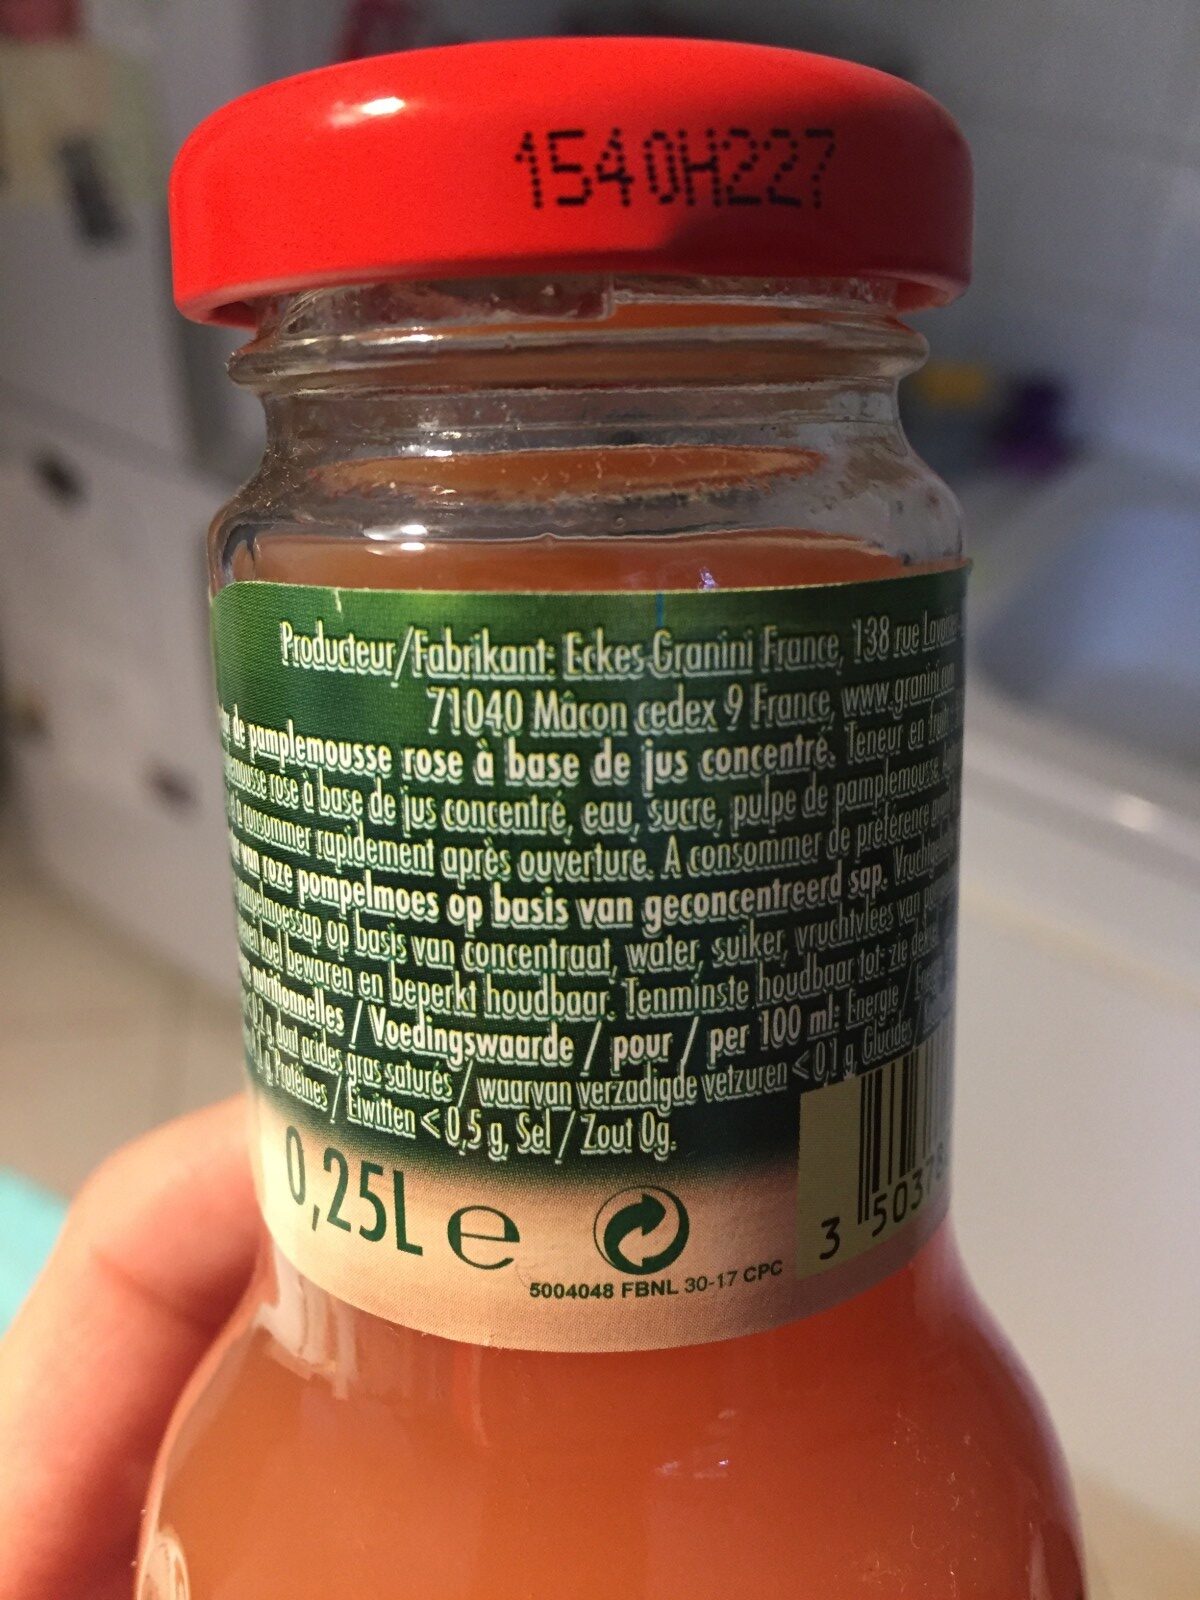 1540H227
Producteur/Fabrikant: Eckes-Granini France, 138 rue
71040 Mâcon cedex 9 France, www.granini.com
de pamplemousse rose à base de jus concentré. Teneur en
rose à base de jus concentré, eau, sucre, pulpe de pamplemousse.
à consommer rapidement après ouverture. A consommer de préférence
van roze pompelmoes op basis van geconcentreerd sap.
op basis van concentraat, water, suiker, vruchtvlees van
koel bewaren en beperkt houdbaar. Tenminste houdbaar tot: zie
nutritionnelles / Voedingswaarde / pour / per 100 ml: Energie /
dont acides gras saturés / waarvan verzadigde vetzuren <0,1 g, Glucides /
Protéines / Eiwitten <0,5 g, Sel / Zout 0g.
0,25L e
5004048 FBNL 30-17 CPC
3 50378